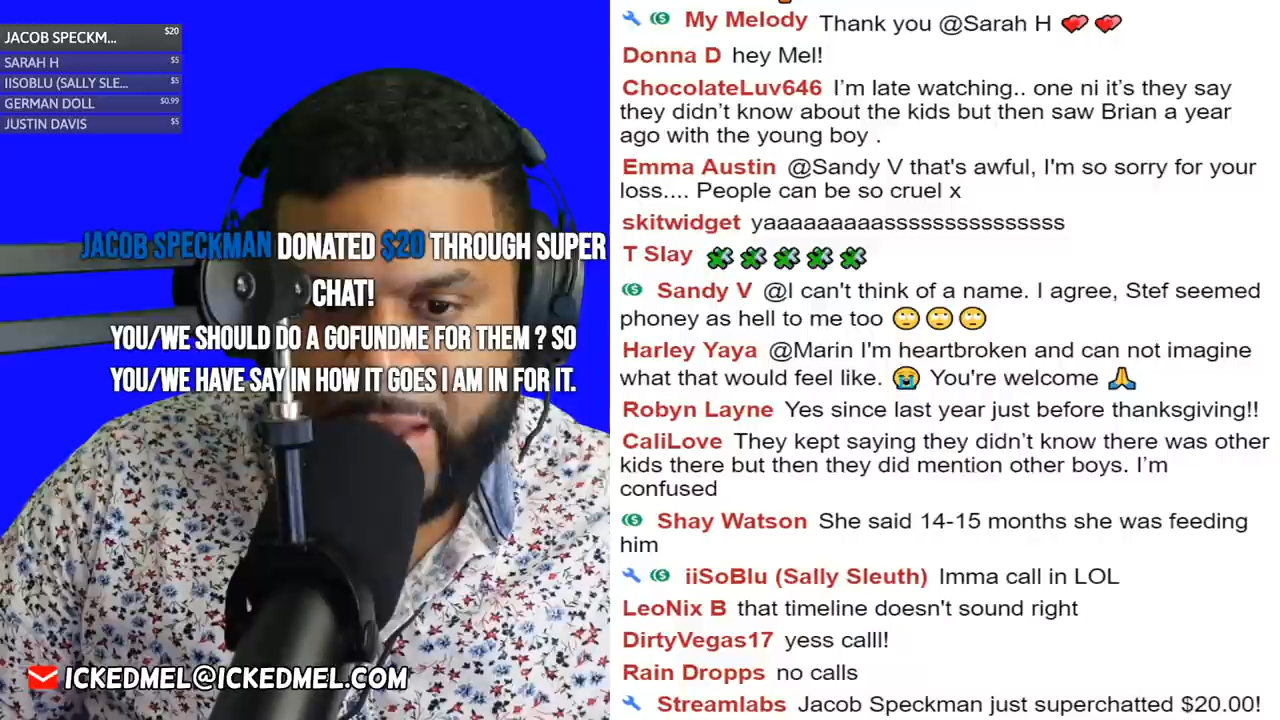 JACOB SPECKM... $20
SARAH H $5
IISOBLU (SALLY SLE... $5
GERMAN DOLL $0.99
JUSTIN DAVIS $5
JACOB SPECKMAN DONATED $20 THROUGH SUPER
CHAT!
YOU/WE SHOULD DO A GOFUNDME FOR THEM ? SO
YOU/WE HAVE SAY IN HOW IT GOES I AM IN FOR IT.
ICKEDMEL@ICKEDMEL.COM
My Melody Thank you @Sarah H
Donna D hey Mel!
ChocolateLuv646 I’m late watching.. one ni it’s they say
they didn’t know about the kids but then saw Brian a year
ago with the young boy .
Emma Austin @Sandy V that's awful, I'm so sorry for your
loss.... People can be so cruel x
skitwidget yaaaaaaaaasssssssssssssss
T Slay
Sandy V @I can't think of a name. I agree, Stef seemed
phoney as hell to me too 🙄 🙄 🙄
Harley Yaya @Marin I'm heartbroken and can not imagine
what that would feel like. 😭 You're welcome 🙏
Robyn Layne Yes since last year just before thanksgiving!!
CaliLove They kept saying they didn’t know there was other
kids there but then they did mention other boys. I’m
confused
Shay Watson She said 14-15 months she was feeding
him
iiSoBlu (Sally Sleuth) Imma call in LOL
LeoNix B that timeline doesn't sound right
DirtyVegas17 yess calll!
Rain Dropps no calls
Streamlabs Jacob Speckman just superchatted $20.00!